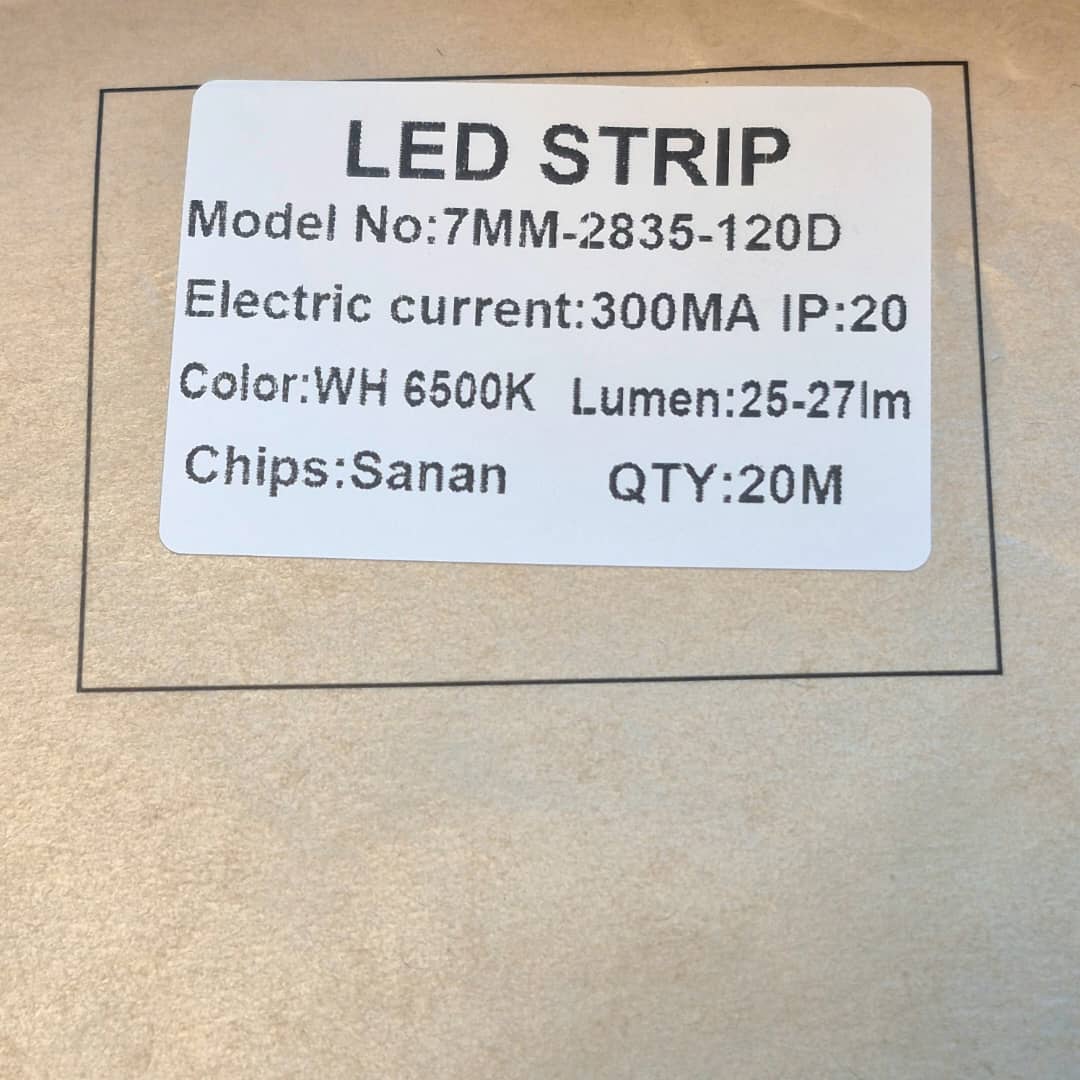 LED STRIP
Model No:7MM-2835-120D
Electric current:300MA IP:20
Color:WH 6500K Lumen:25-27lm
Chips:Sanan QTY:20M